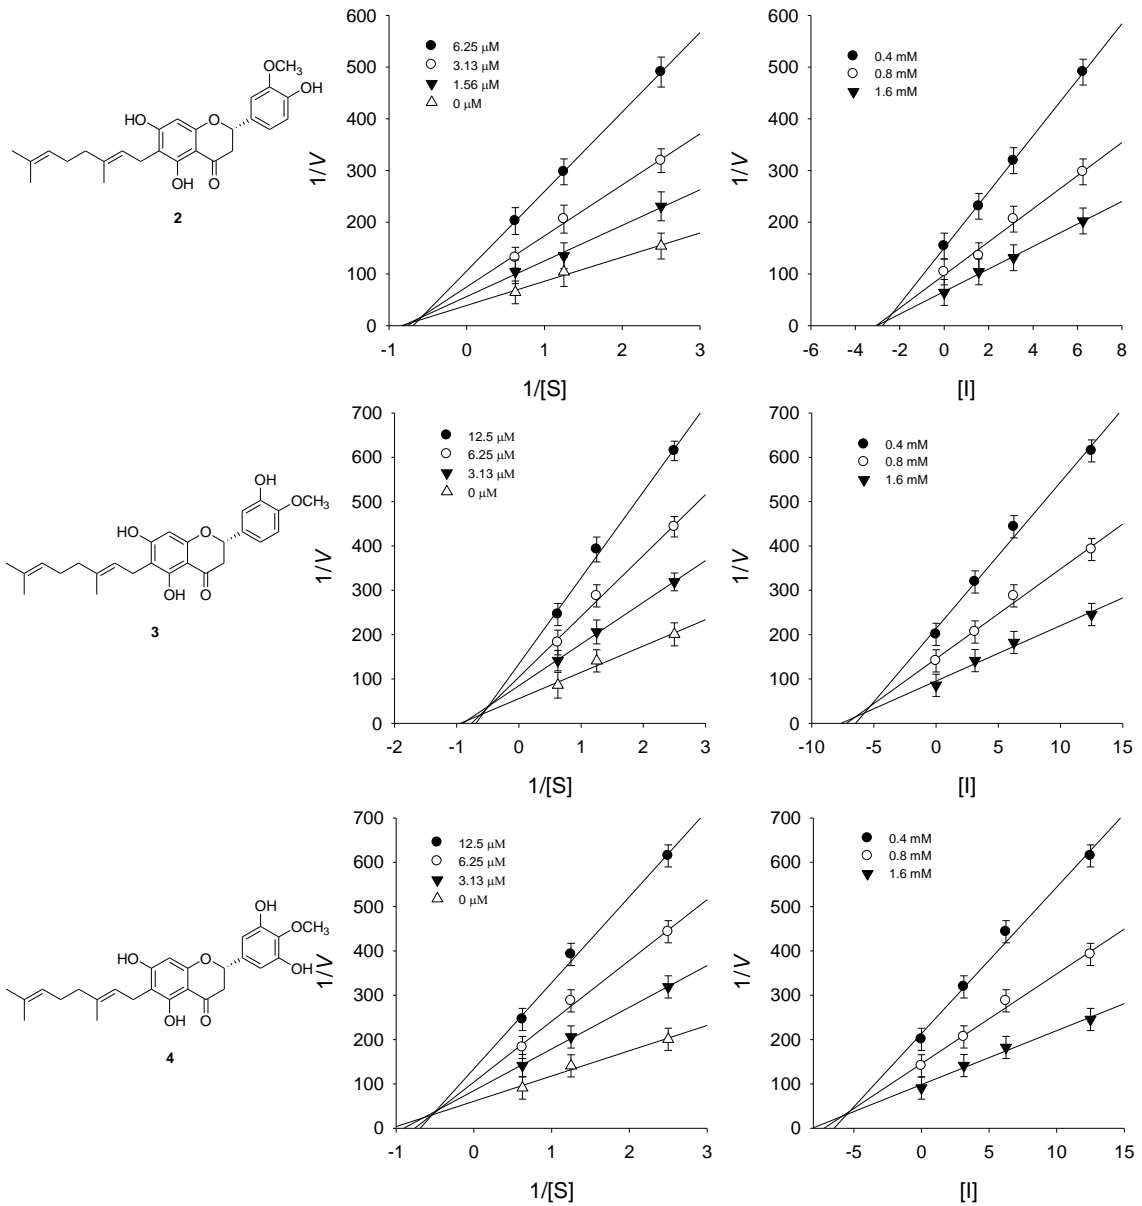 OCH3
OH
HO
O
OH
O
2
6.25 μM
3.13 μM
1.56 μM
0 μM
600
500
400
300
200
100
0
-1 0 1 2 3
1/V
1/[S]
0.4 mM
0.8 mM
1.6 mM
600
500
400
300
200
100
0
-6 -4 -2 0 2 4 6 8
1/V
[I]
OH
OCH3
HO
O
OH
O
3
12.5 μM
6.25 μM
3.13 μM
0 μM
700
600
500
400
300
200
100
0
-2 -1 0 1 2 3
1/V
1/[S]
0.4 mM
0.8 mM
1.6 mM
700
600
500
400
300
200
100
0
-10 -5 0 5 10 15
1/V
[I]
OH
OCH3
HO
O
OH
OH
O
4
12.5 μM
6.25 μM
3.13 μM
0 μM
700
600
500
400
300
200
100
0
-1 0 1 2 3
1/V
1/[S]
0.4 mM
0.8 mM
1.6 mM
700
600
500
400
300
200
100
0
-5 0 5 10 15
1/V
[I]